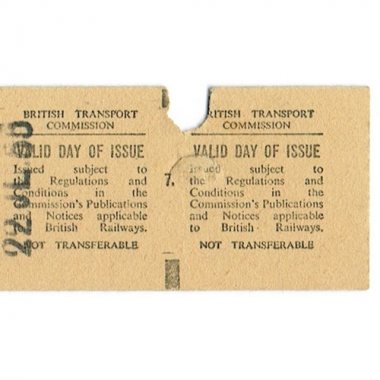 BRITISH TRANSPORT
COMMISSION
VALID DAY OF ISSUE
Issued subject to
the Regulations and
Conditions in the
Commission's Publications
and Notices applicable
to British Railways.
NOT TRANSFERABLE
7.
RITISH TRANSPORT
COMMISSION
VALID DAY OF ISSUE
Issued subject to
the Regulations and
Conditions in the
Commission's Publications
and Notices applicable
to British Railways.
NOT TRANSFERABLE